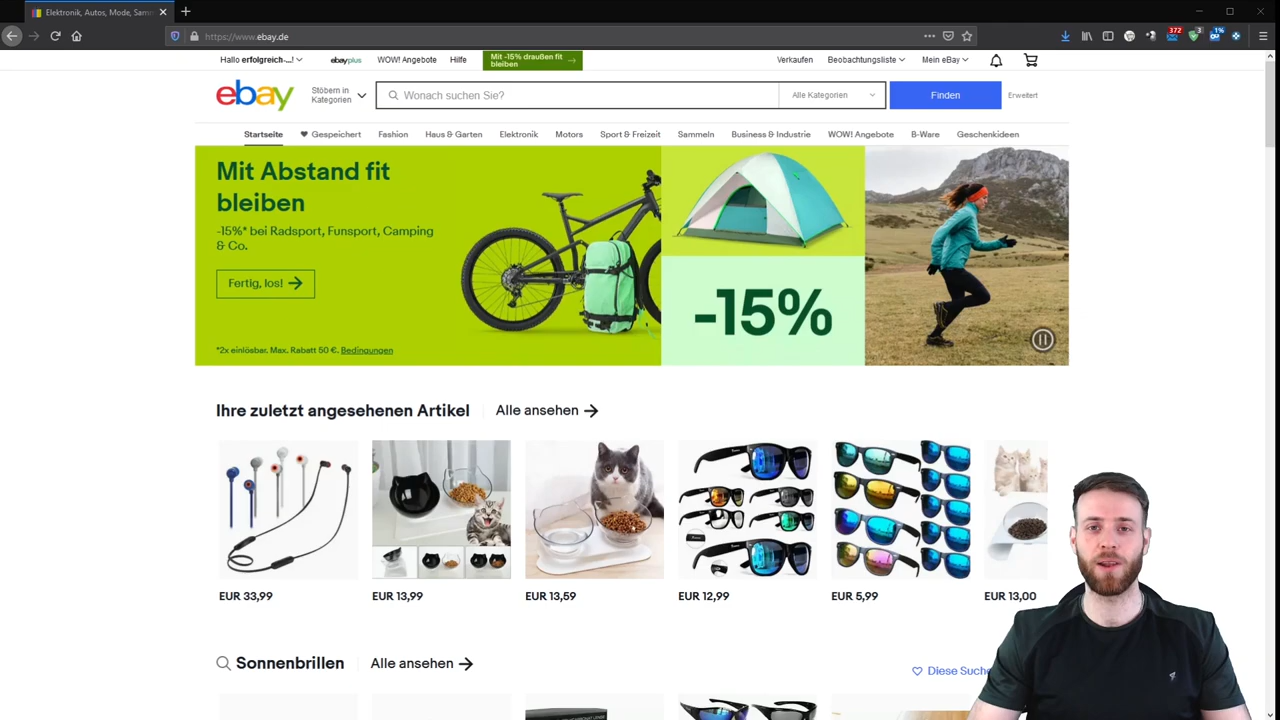 Elektronik, Autos, Mode, Samm
https://www.ebay.de
372
3
1%
Hallo erfolgreich-...!
ebayplus
WOW! Angebote
Hilfe
Mit -15% draußen fit bleiben
Verkaufen
Beobachtungsliste
Mein eBay
ebay
Stöbern in
Kategorien
Wonach suchen Sie?
Alle Kategorien
Finden
Erweitert
Startseite
Gespeichert
Fashion
Haus & Garten
Elektronik
Motors
Sport & Freizeit
Sammeln
Business & Industrie
WOW! Angebote
B-Ware
Geschenkideen
Mit Abstand fit
bleiben
-15%* bei Radsport, Funsport, Camping
& Co.
Fertig, los!
*2x einlösbar. Max. Rabatt 50 €. Bedingungen
-15%
Ihre zuletzt angesehenen Artikel
Alle ansehen
EUR 33,99
EUR 13,99
EUR 13,59
EUR 12,99
EUR 5,99
EUR 13,00
Sonnenbrillen
Alle ansehen
Diese Suche